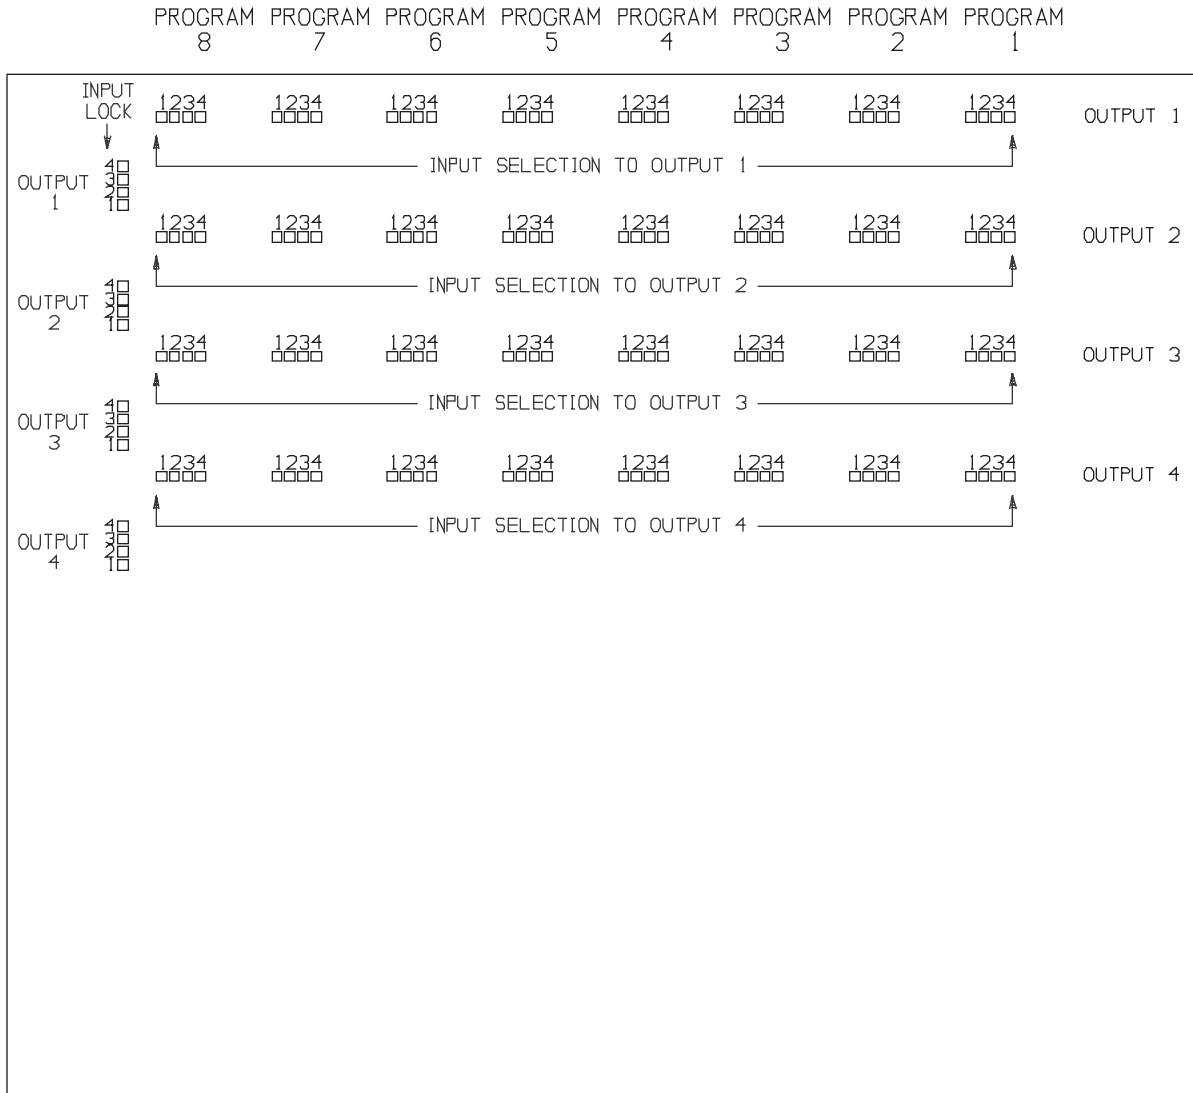 PROGRAM PROGRAM PROGRAM PROGRAM PROGRAM PROGRAM PROGRAM PROGRAM
8 7 6 5 4 3 2 1
INPUT
LOCK
1234 1234 1234 1234 1234 1234 1234 1234 OUTPUT 1
INPUT SELECTION TO OUTPUT 1
OUTPUT
1
4
3
2
1
1234 1234 1234 1234 1234 1234 1234 1234 OUTPUT 2
INPUT SELECTION TO OUTPUT 2
OUTPUT
2
4
3
2
1
1234 1234 1234 1234 1234 1234 1234 1234 OUTPUT 3
INPUT SELECTION TO OUTPUT 3
OUTPUT
3
4
3
2
1
1234 1234 1234 1234 1234 1234 1234 1234 OUTPUT 4
INPUT SELECTION TO OUTPUT 4
OUTPUT
4
4
3
2
1